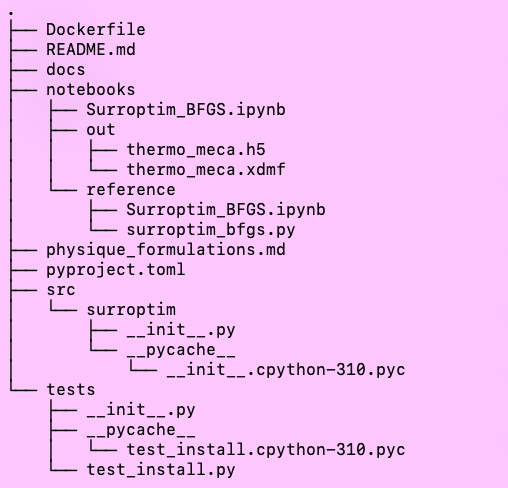 .
├── Dockerfile
├── README.md
├── docs
├── notebooks
│   ├── Surroptim_BFGS.ipynb
│   ├── out
│   │   ├── thermo_meca.h5
│   │   └── thermo_meca.xdmf
│   └── reference
│       ├── Surroptim_BFGS.ipynb
│       └── surroptim_bfgs.py
├── physique_formulations.md
├── pyproject.toml
├── src
│   └── surroptim
│       ├── __init__.py
│       └── __pycache__
│           └── __init__.cpython-310.pyc
└── tests
    ├── __init__.py
    ├── __pycache__
    │   └── test_install.cpython-310.pyc
    └── test_install.py